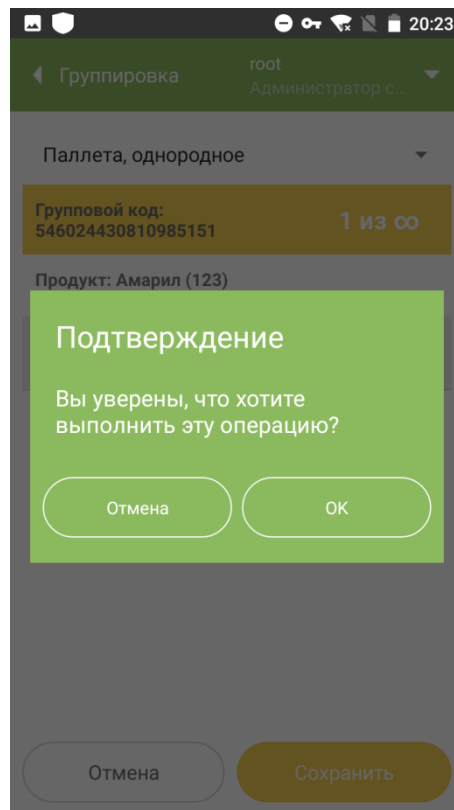 20:23
Группировка
root
Администратор с...
Паллета, однородное
Групповой код:
546024430810985151
1 из ∞
Продукт: Амарил (123)
Подтверждение
Вы уверены, что хотите
выполнить эту операцию?
Отмена
OK
Отмена
Сохранить